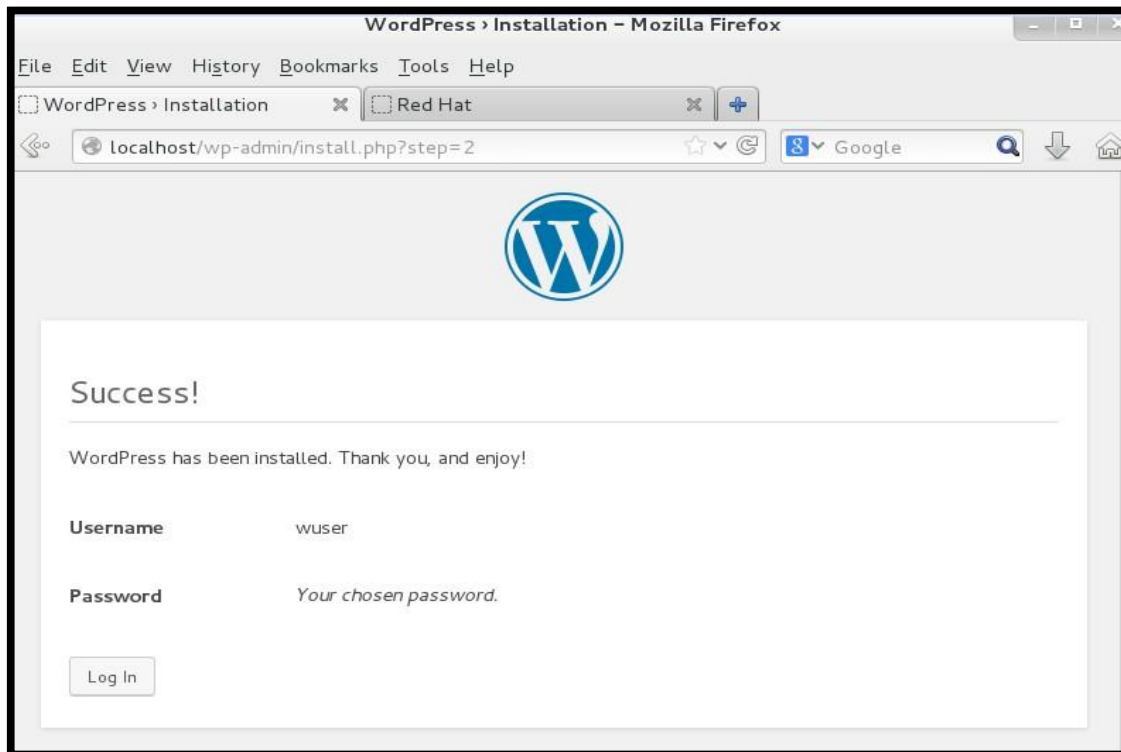 WordPress › Installation – Mozilla Firefox
File Edit View History Bookmarks Tools Help
WordPress › Installation Red Hat
localhost/wp-admin/install.php?step=2 Google
Success!
WordPress has been installed. Thank you, and enjoy!
Username wuser
Password Your chosen password.
Log In